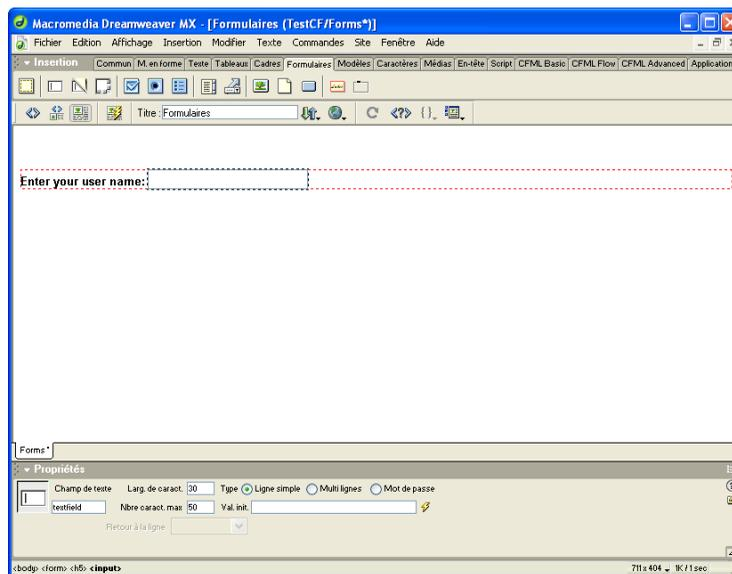 Macromedia Dreamweaver MX - [Formulaires (TestCF/Forms*)]
Fichier Edition Affichage Insertion Modifier Texte Commandes Site Fenêtre Aide
Insertion Commun M. en forme Texte Tableaux Cadres Formulaires Modèles Caractères Médias En-tête Script CFML Basic CFML Flow CFML Advanced Application
Titre : Formulaires
Enter your user name:
Forms*
Propriétés
Champ de texte Larg. de caract. 30 Type Ligne simple Multi lignes Mot de passe
testfield Nbre caract. max 50 Val. init.
Retour à la ligne
<body> <form> <h5> <input> 711 x 404 1K / 1 sec